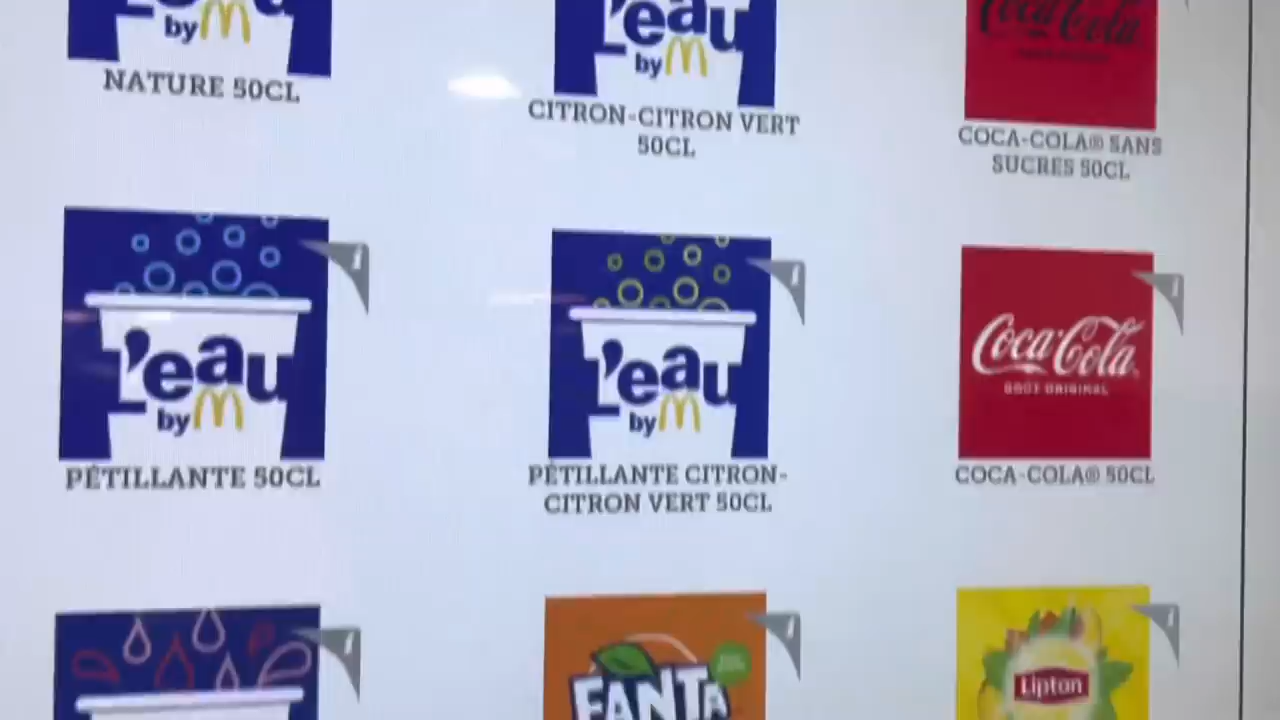 L'eau
by
NATURE 50CL
L'eau
by
CITRON-CITRON VERT
50CL
Coca-Cola
COCA-COLA® SANS
SUCRES 50CL
L'eau
by
PÉTILLANTE 50CL
L'eau
by
PÉTILLANTE CITRON-
CITRON VERT 50CL
Coca-Cola
GOÛT ORIGINAL
COCA-COLA® 50CL
FANTA
Lipton